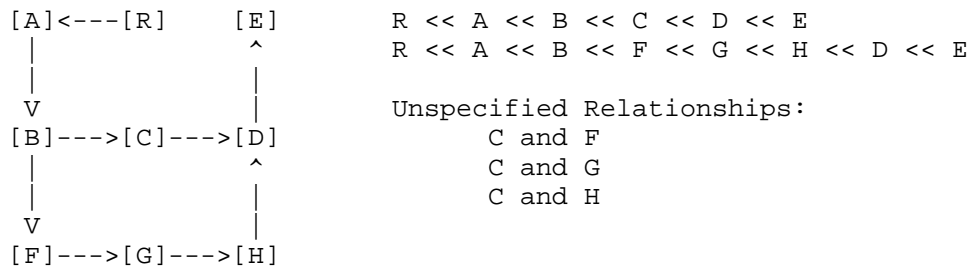 [A]<---[R]     [E]      R << A << B << C << D << E
 |              ^       R << A << B << F << G << H << D << E
 |              |
 V              |       Unspecified Relationships:
[B]--->[C]--->[D]             C and F
 |              ^             C and G
 |              |             C and H
 V              |
[F]--->[G]--->[H]